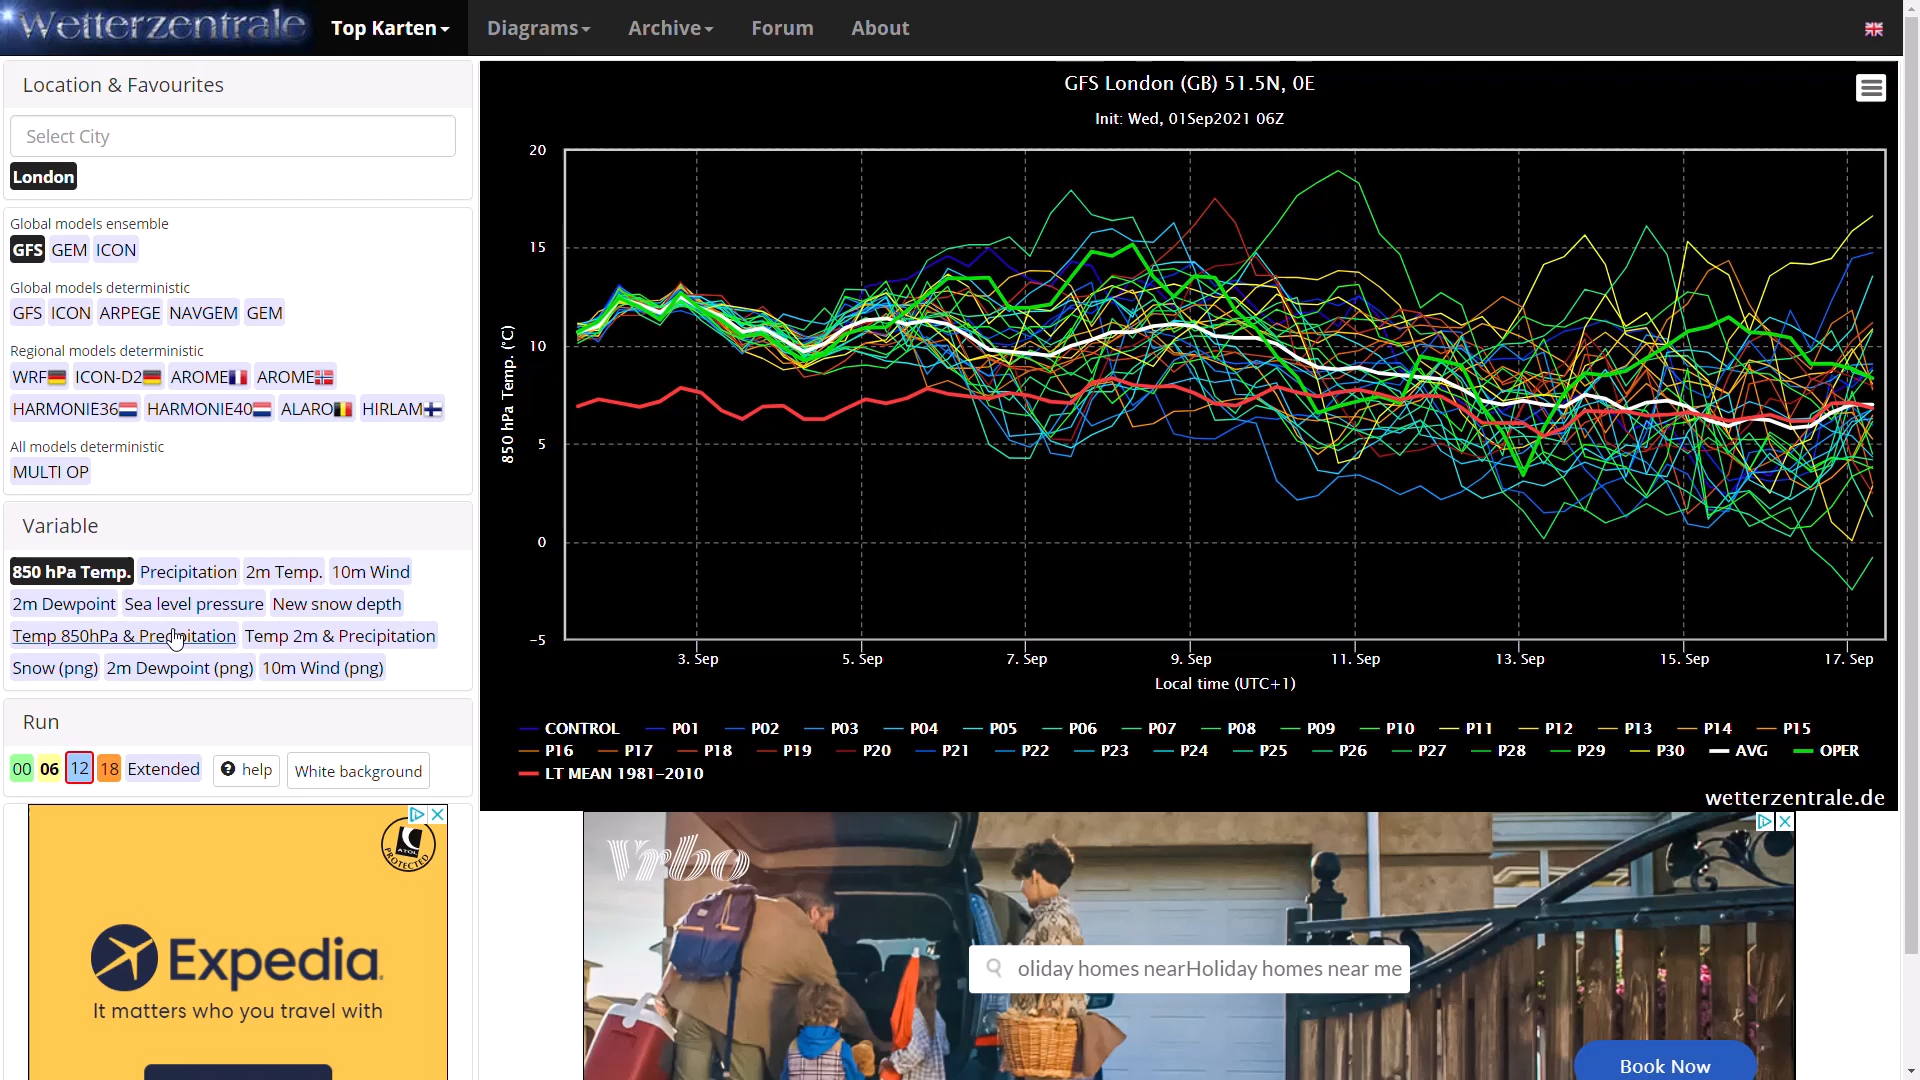 Wetterzentrale
Top Karten
Diagrams
Archive
Forum
About
Location & Favourites
Select City
London
Global models ensemble
GFS GEM ICON
Global models deterministic
GFS ICON ARPEGE NAVGEM GEM
Regional models deterministic
WRF ICON-D2 AROME AROME
HARMONIE36 HARMONIE40 ALARO HIRLAM
All models deterministic
MULTI OP
Variable
850 hPa Temp. Precipitation 2m Temp. 10m Wind
2m Dewpoint Sea level pressure New snow depth
Temp 850hPa & Precipitation Temp 2m & Precipitation
Snow (png) 2m Dewpoint (png) 10m Wind (png)
Run
00 06 12 18 Extended help White background
ATOL
PROTECTED
Expedia
It matters who you travel with
GFS London (GB) 51.5N, 0E
Init: Wed, 01Sep2021 06Z
850 hPa Temp. (°C)
20
15
10
5
0
-5
3. Sep 5. Sep 7. Sep 9. Sep 11. Sep 13. Sep 15. Sep 17. Sep
Local time (UTC+1)
CONTROL P01 P02 P03 P04 P05 P06 P07 P08 P09 P10 P11 P12 P13 P14 P15
P16 P17 P18 P19 P20 P21 P22 P23 P24 P25 P26 P27 P28 P29 P30 AVG OPER
LT MEAN 1981-2010
wetterzentrale.de
Vrbo
oliday homes nearHoliday homes near me
Book Now